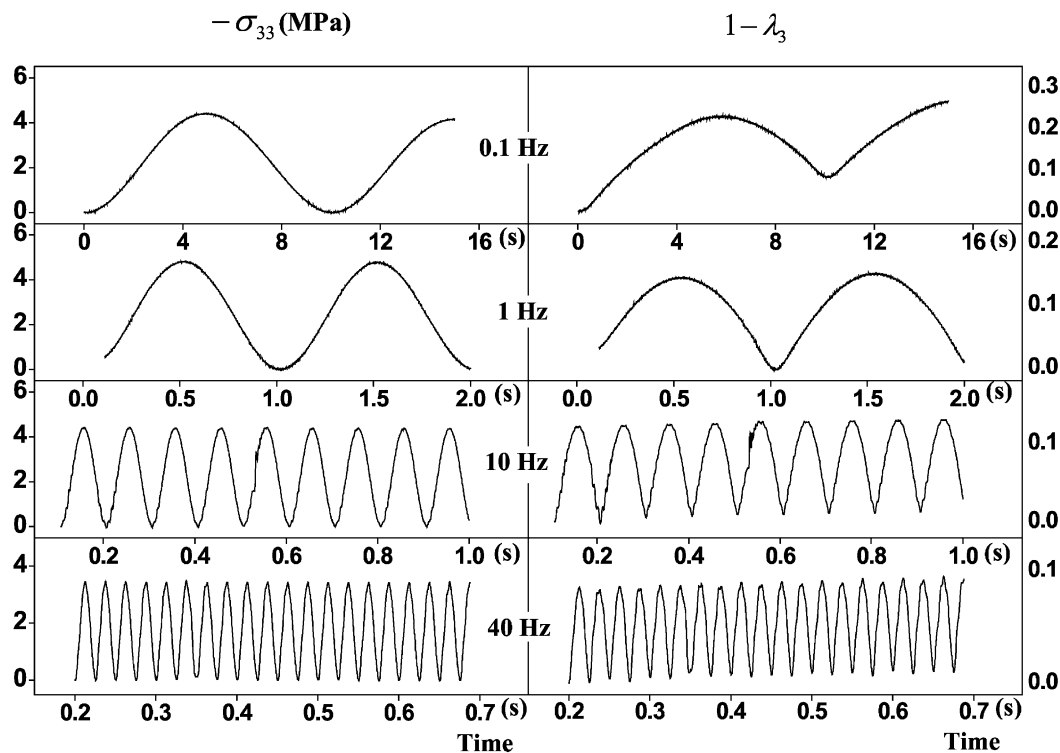 −σ33(MPa) 1−λ3
6 4 2 0 0.1 Hz 0.3 0.2 0.1 0.0
0 4 8 12 16 (s) 0 4 8 12 16 (s)
6 4 2 0 1 Hz 0.2 0.1 0.0
0.0 0.5 1.0 1.5 2.0 (s) 0.0 0.5 1.0 1.5 2.0 (s)
6 4 2 0 10 Hz 0.1 0.0
0.2 0.4 0.6 0.8 1.0 (s) 0.2 0.4 0.6 0.8 1.0 (s)
4 2 0 40 Hz 0.1 0.0
0.2 0.3 0.4 0.5 0.6 0.7 (s) 0.2 0.3 0.4 0.5 0.6 0.7 (s)
Time Time